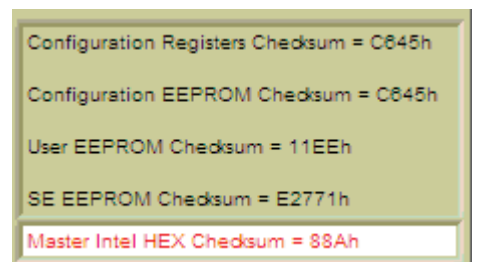 Configuration Registers Checksum = C645h
Configuration EEPROM Checksum = C645h
User EEPROM Checksum = 11EEh
SE EEPROM Checksum = E2771h
Master Intel HEX Checksum = 88Ah